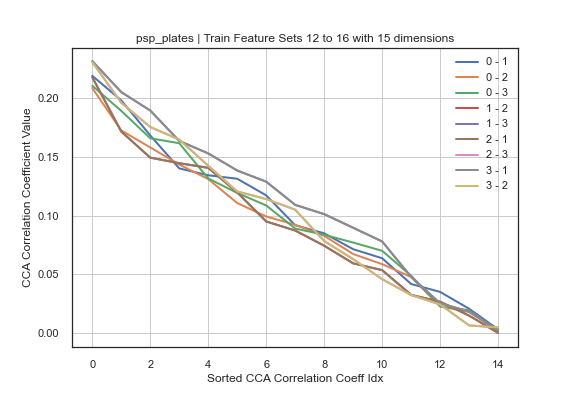 psp_plates | Train Feature Sets 12 to 16 with 15 dimensions
0 - 1
0 - 2
0 - 3
1 - 2
1 - 3
2 - 1
2 - 3
3 - 1
3 - 2
CCA Correlation Coefficient Value
0.20
0.15
0.10
0.05
0.00
0 2 4 6 8 10 12 14
Sorted CCA Correlation Coeff Idx